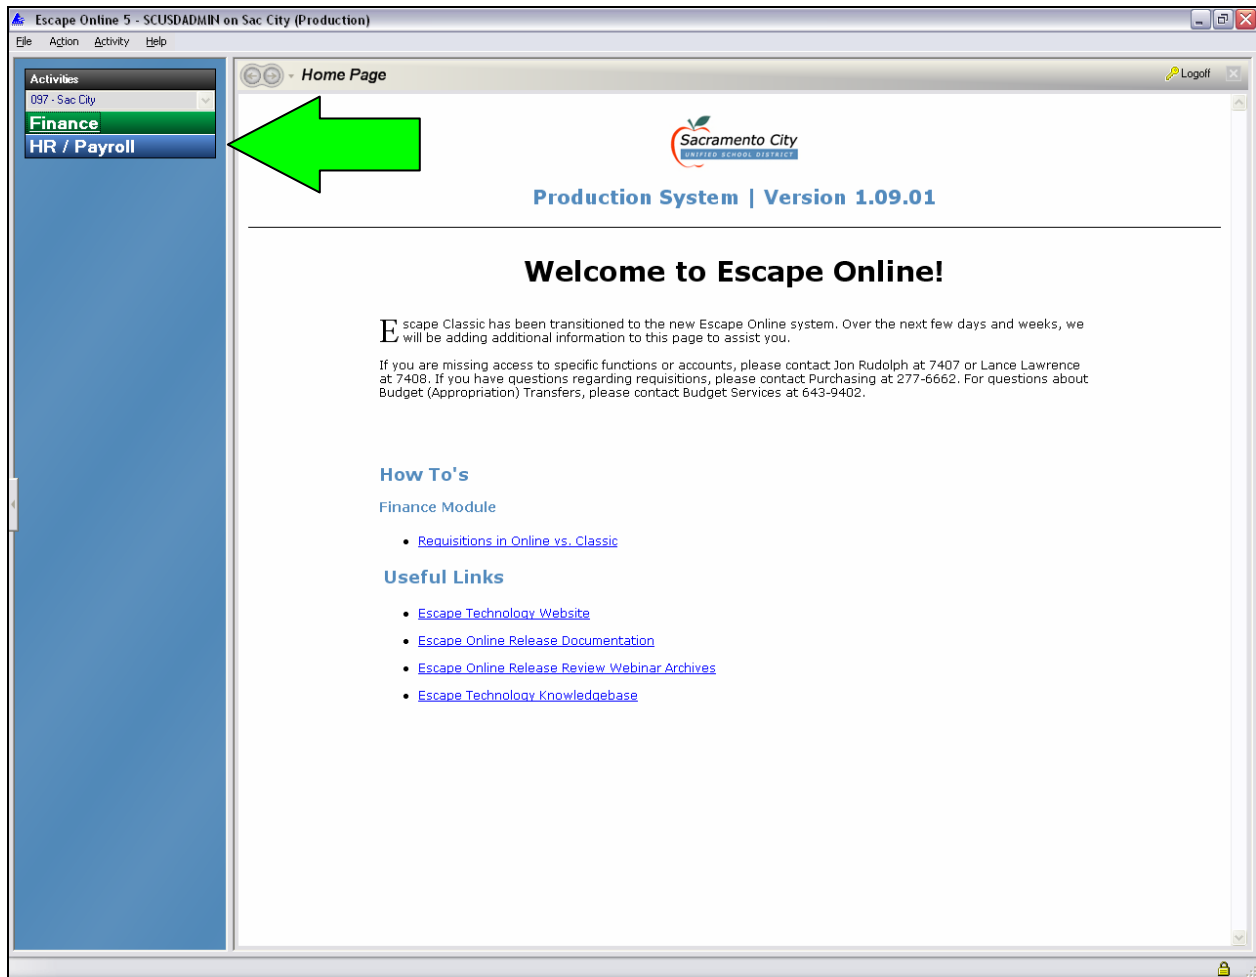 Escape Online 5 - SCUSDADMIN on Sac City (Production)
File Action Activity Help
Activities
097 - Sac City
Finance
HR / Payroll
Home Page
Logoff
Sacramento City
UNIFIED SCHOOL DISTRICT
Production System | Version 1.09.01
Welcome to Escape Online!
Escape Classic has been transitioned to the new Escape Online system. Over the next few days and weeks, we
will be adding additional information to this page to assist you.
If you are missing access to specific functions or accounts, please contact Jon Rudolph at 7407 or Lance Lawrence
at 7408. If you have questions regarding requisitions, please contact Purchasing at 277-6662. For questions about
Budget (Appropriation) Transfers, please contact Budget Services at 643-9402.
How To's
Finance Module
• Requisitions in Online vs. Classic
Useful Links
• Escape Technology Website
• Escape Online Release Documentation
• Escape Online Release Review Webinar Archives
• Escape Technology Knowledgebase